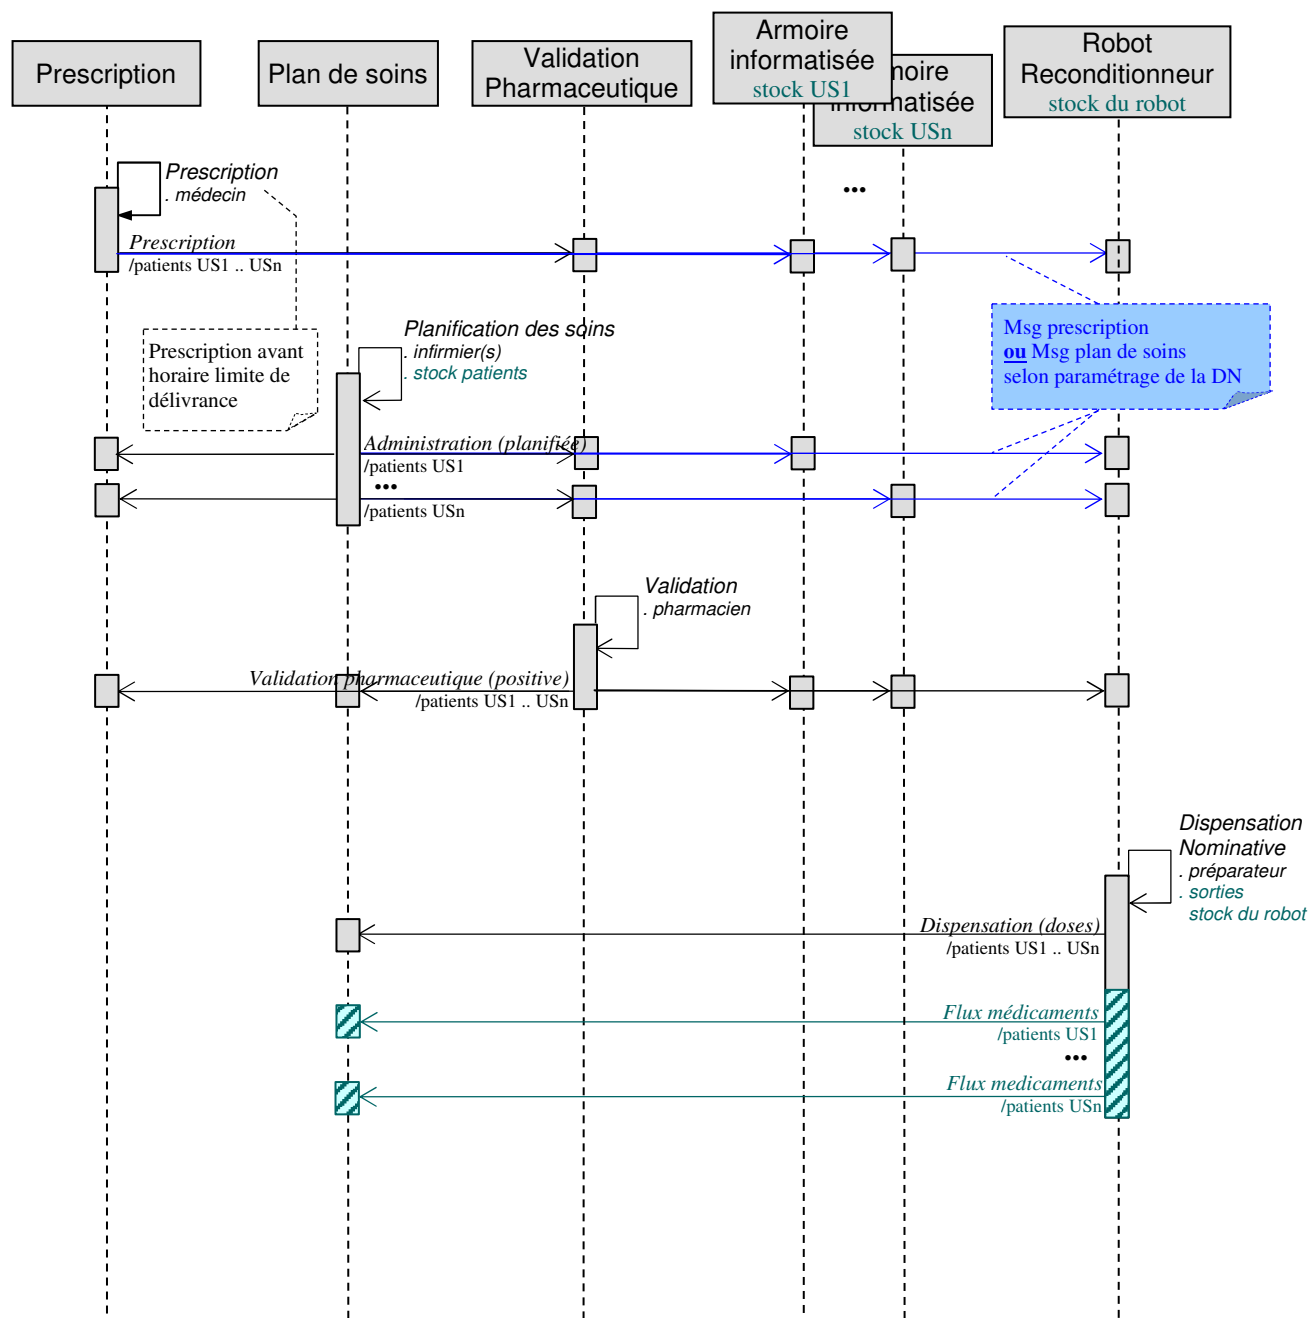 Prescription
Plan de soins
Validation
Pharmaceutique
Armoire
informatisée
stock US1
moire
informatisée
stock USn
Robot
Reconditionneur
stock du robot
Prescription
. médecin
...
Prescription
/patients US1 .. USn
Planification des soins
. infirmier(s)
. stock patients
Prescription avant
horaire limite de
délivrance
Msg prescription
ou Msg plan de soins
selon paramétrage de la DN
Administration (planifiée)
/patients US1
...
/patients USn
Validation
. pharmacien
Validation pharmaceutique (positive)
/patients US1 .. USn
Dispensation
Nominative
. préparateur
. sorties
stock du robot
Dispensation (doses)
/patients US1 .. USn
Flux médicaments
/patients US1
...
Flux medicaments
/patients USn